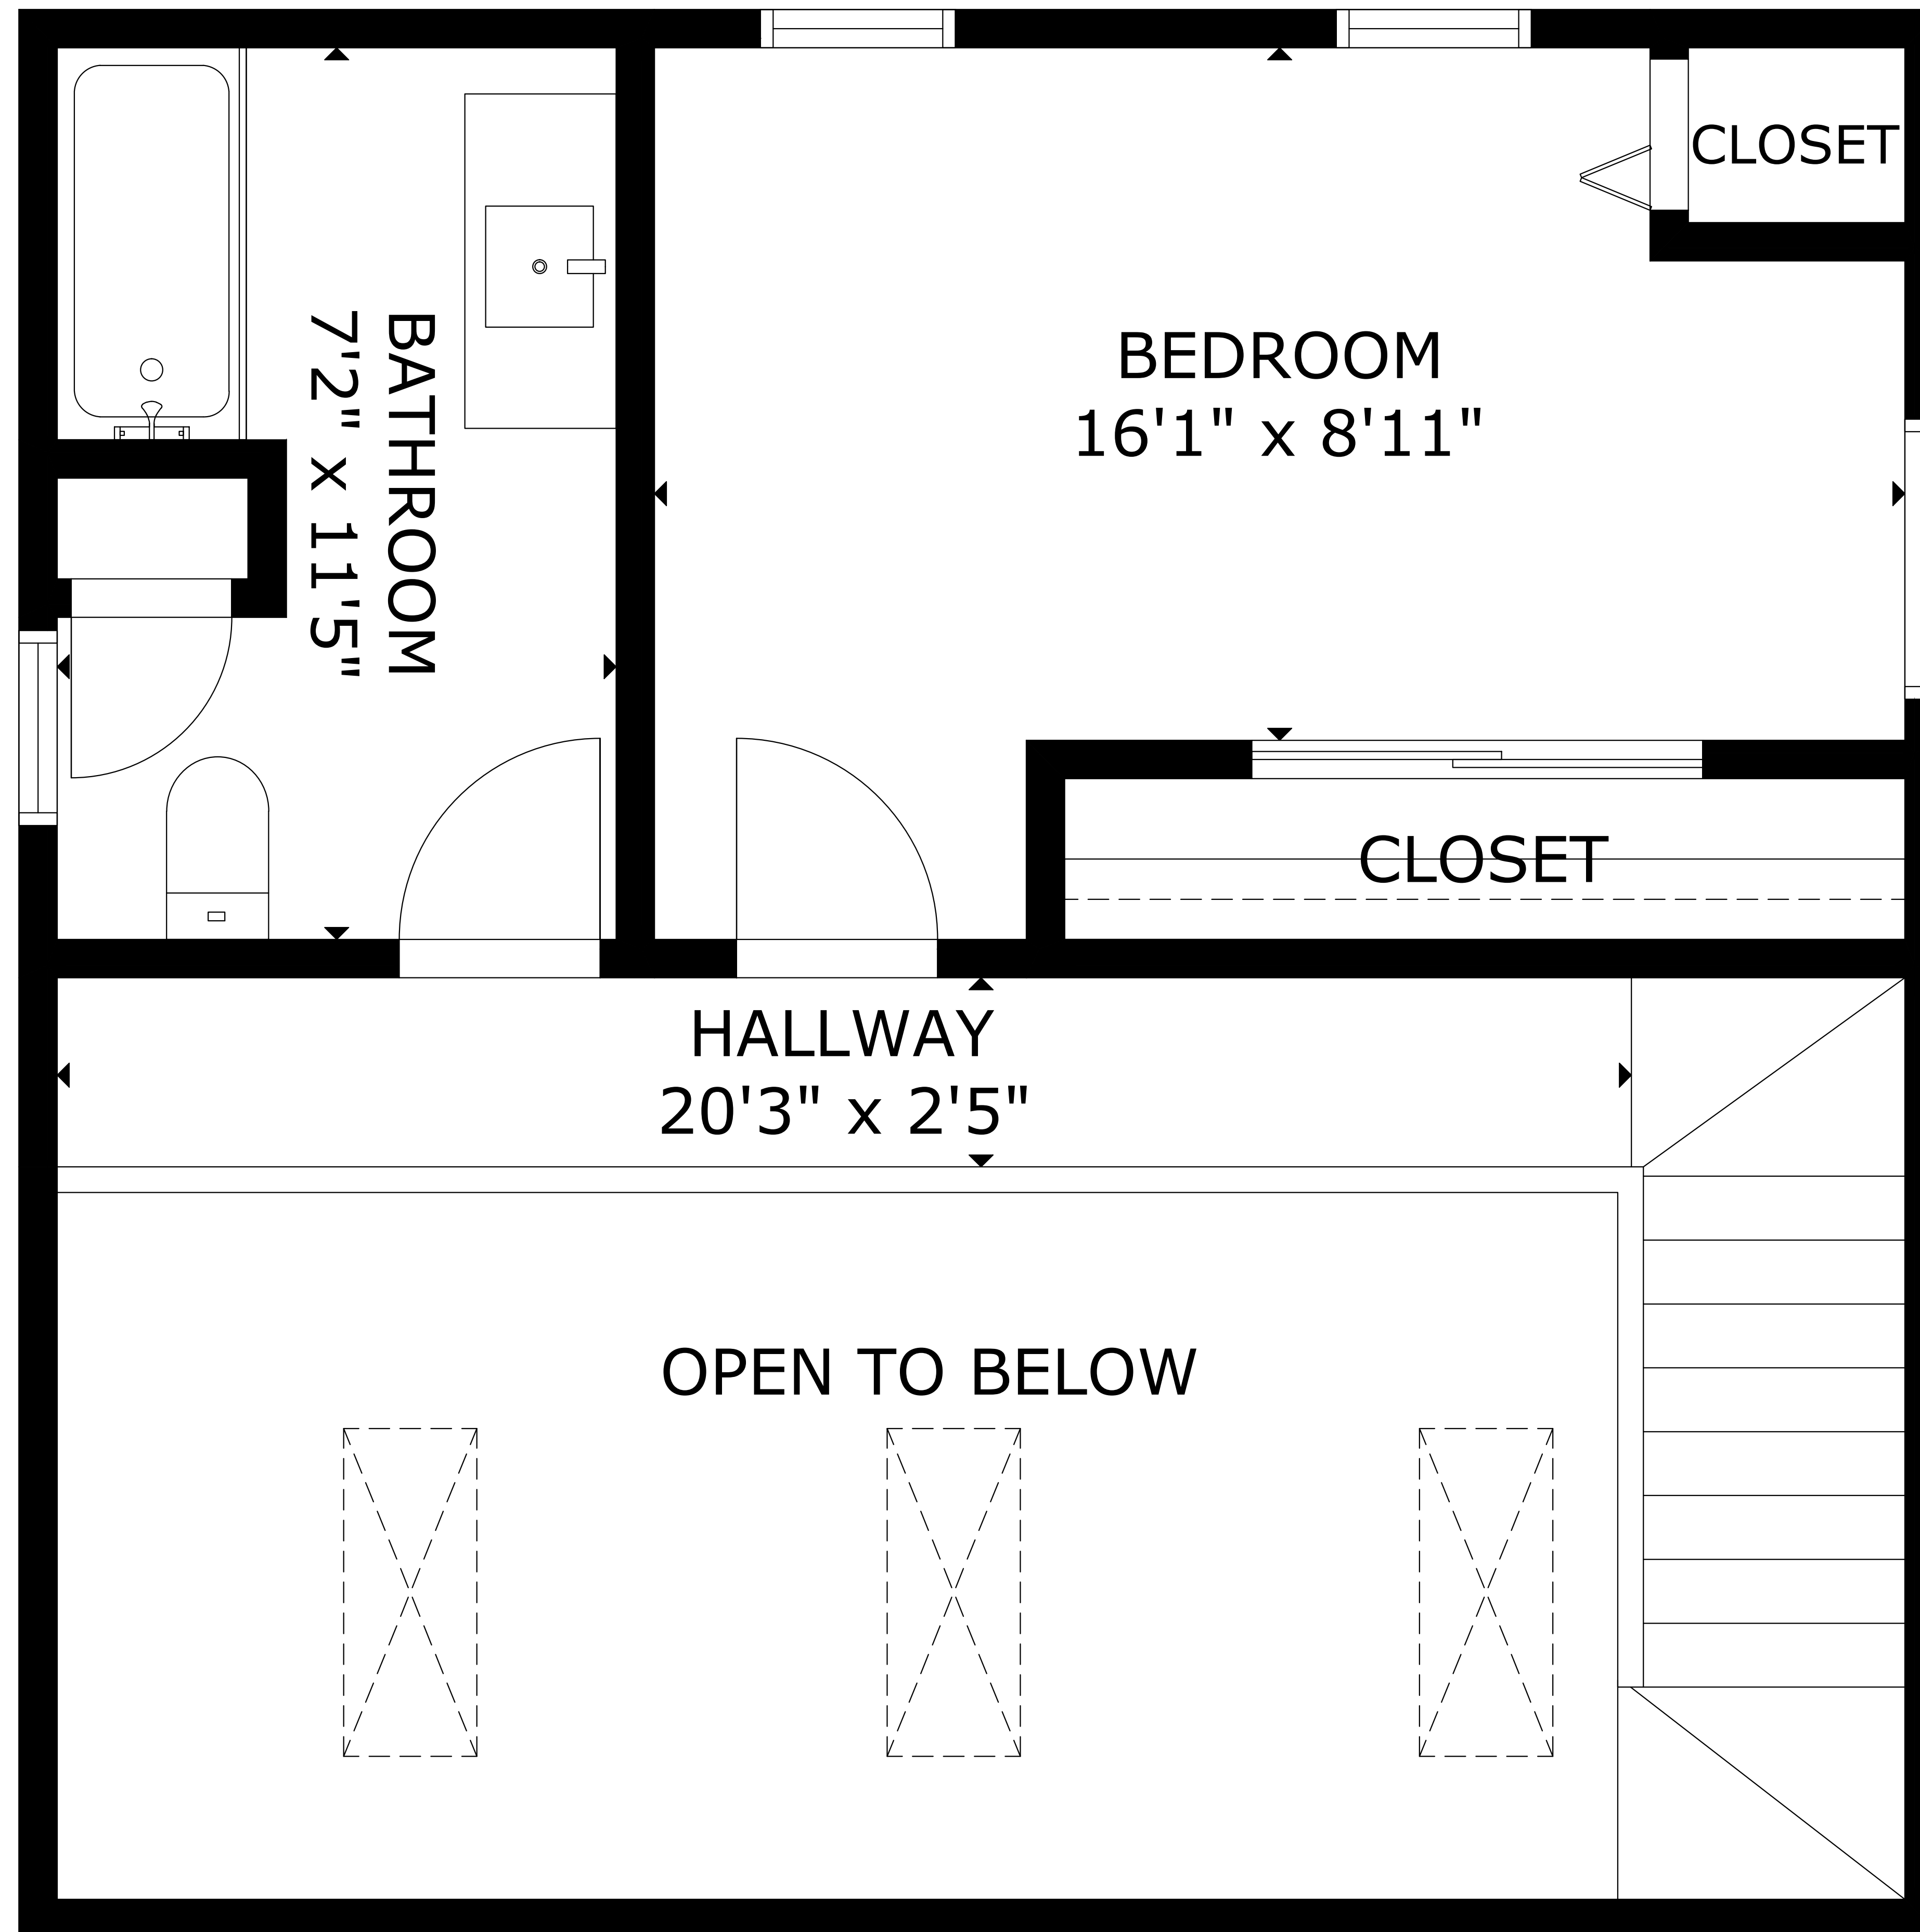 CLOSET
BATHROOM
7'2" x 11'5"
BEDROOM
16'1" x 8'11"
CLOSET
HALLWAY
20'3" x 2'5"
OPEN TO BELOW